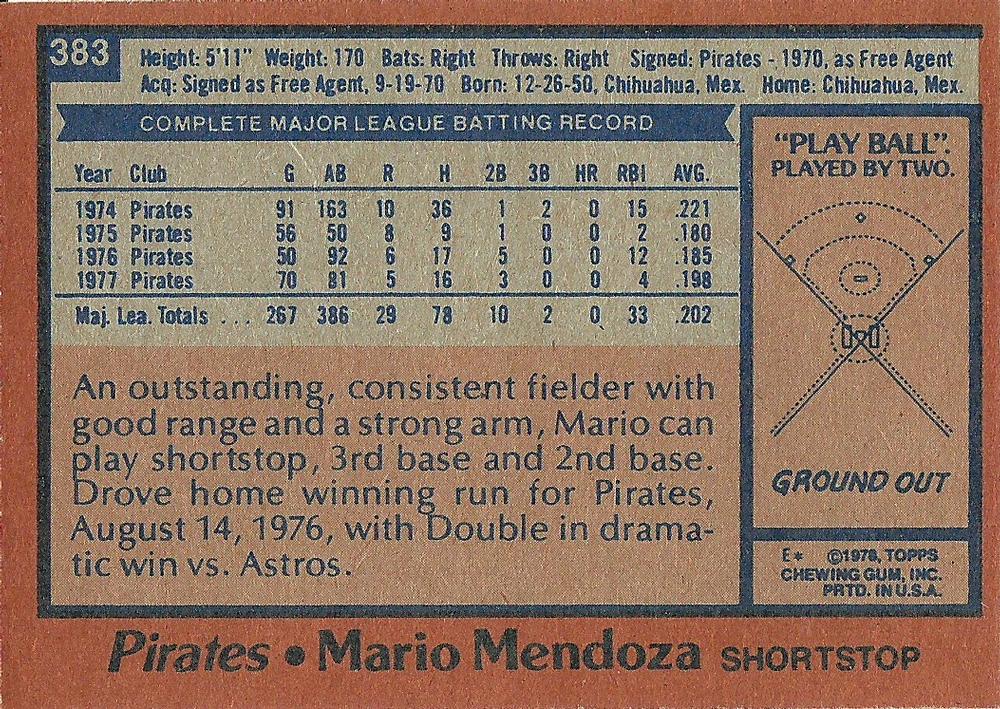 383
Height: 5'11" Weight: 170 Bats: Right Throws: Right Signed: Pirates - 1970, as Free Agent
Acq: Signed as Free Agent, 9-19-70 Born: 12-26-50, Chihuahua, Mex. Home: Chihuahua, Mex.
COMPLETE MAJOR LEAGUE BATTING RECORD
Year Club G AB R H 2B 3B HR RBI AVG.
1974 Pirates 91 163 10 36 1 2 0 15 .221
1975 Pirates 56 50 8 9 1 0 0 2 .180
1976 Pirates 50 92 6 17 5 0 0 12 .185
1977 Pirates 70 81 5 16 3 0 0 4 .198
Maj. Lea. Totals . . . 267 386 29 78 10 2 0 33 .202
An outstanding, consistent fielder with
good range and a strong arm, Mario can
play shortstop, 3rd base and 2nd base.
Drove home winning run for Pirates,
August 14, 1976, with Double in drama-
tic win vs. Astros.
"PLAY BALL".
PLAYED BY TWO.
GROUND OUT
E* ©1978, TOPPS
CHEWING GUM, INC.
PRTD. IN U.S.A.
Pirates • Mario Mendoza SHORTSTOP